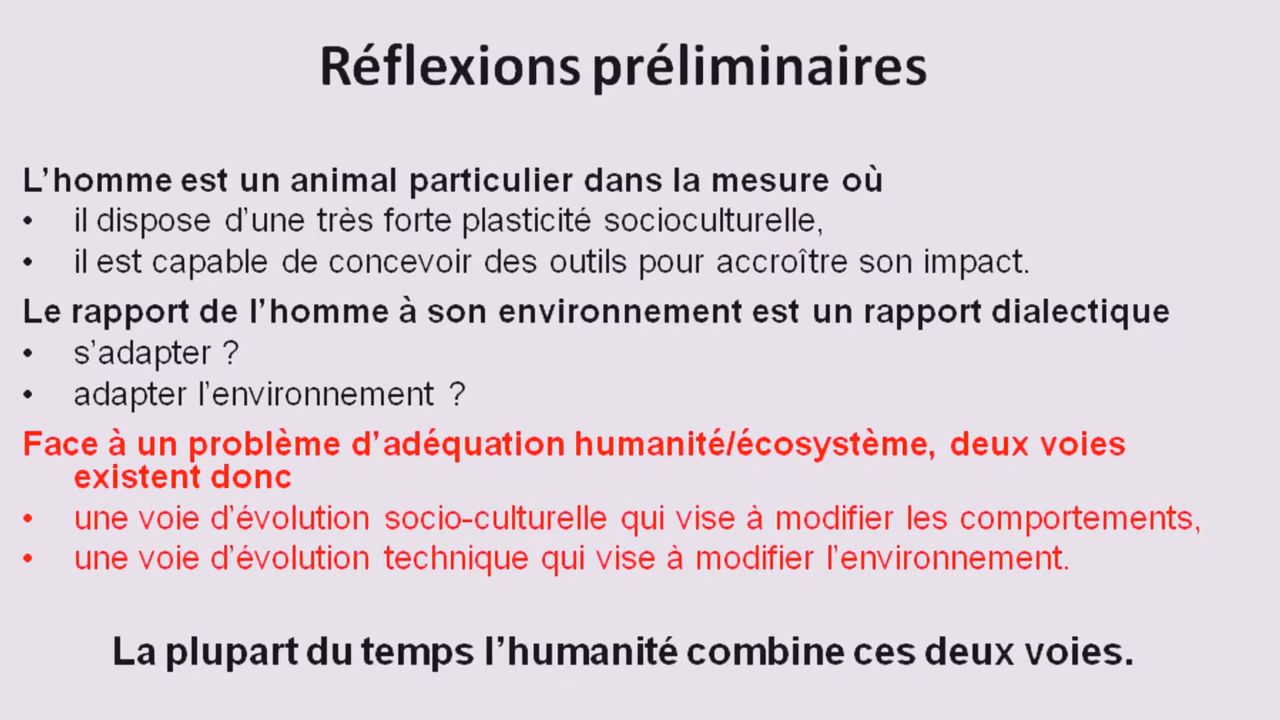 Réflexions préliminaires
L'homme est un animal particulier dans la mesure où
• il dispose d'une très forte plasticité socioculturelle,
• il est capable de concevoir des outils pour accroître son impact.
Le rapport de l'homme à son environnement est un rapport dialectique
• s'adapter ?
• adapter l'environnement ?
Face à un problème d'adéquation humanité/écosystème, deux voies
existent donc
• une voie d'évolution socio-culturelle qui vise à modifier les comportements,
• une voie d'évolution technique qui vise à modifier l'environnement.
La plupart du temps l'humanité combine ces deux voies.